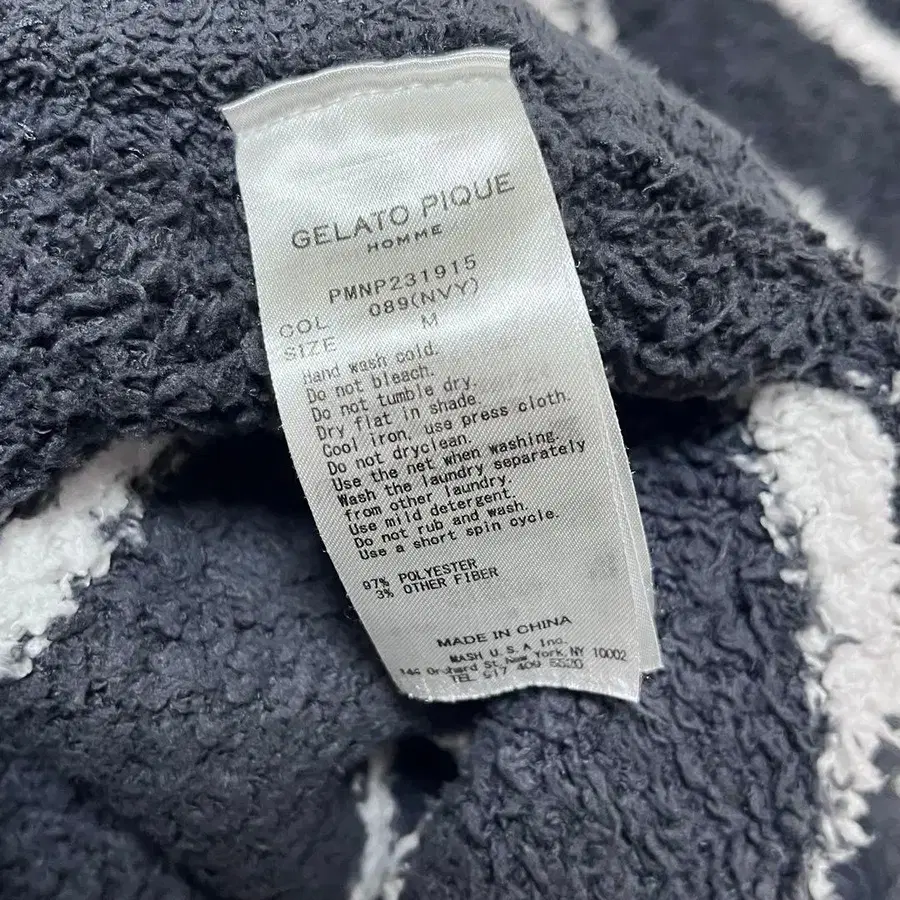 GELATO PIQUE
HOMME
PMNP231915
COL 089(NVY)
SIZE M
Hand wash cold.
Do not bleach.
Do not tumble dry.
Dry flat in shade.
Cool iron, use press cloth.
Do not dryclean.
Use the net when washing.
Wash the laundry separately
from other laundry.
Use mild detergent.
Do not rub and wash.
Use a short spin cycle.
97% POLYESTER
3% OTHER FIBER
MADE IN CHINA
MASH U.S.A Inc.
Orchard St, New York, NY 10002
TEL